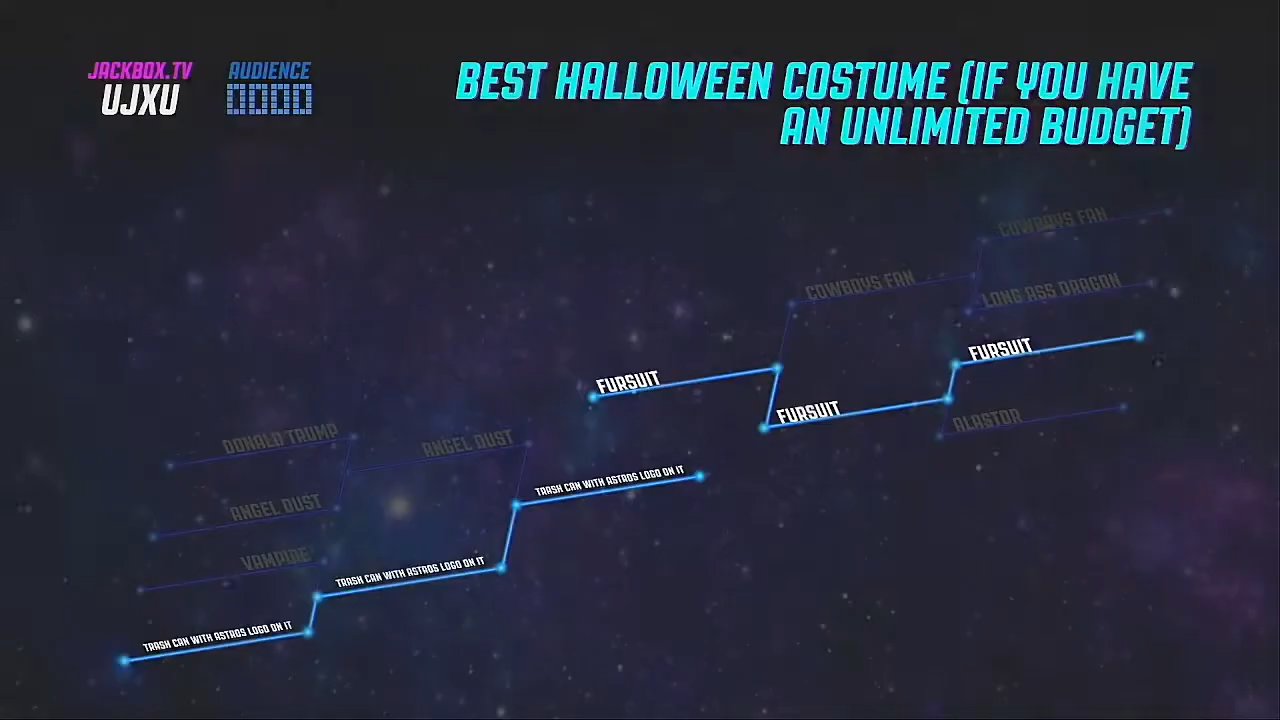 JACKBOX.TV
UJXU
AUDIENCE
0000
BEST HALLOWEEN COSTUME (IF YOU HAVE
AN UNLIMITED BUDGET)
COWBOYS FAN
COWBOYS FAN
LONG ASS DRAGON
FURSUIT
FURSUIT
FURSUIT
ALASTOR
DONALD TRUMP
ANGEL DUST
ANGEL DUST
TRASH CAN WITH ASTROS LOGO ON IT
VAMPIRE
TRASH CAN WITH ASTROS LOGO ON IT
TRASH CAN WITH ASTROS LOGO ON IT